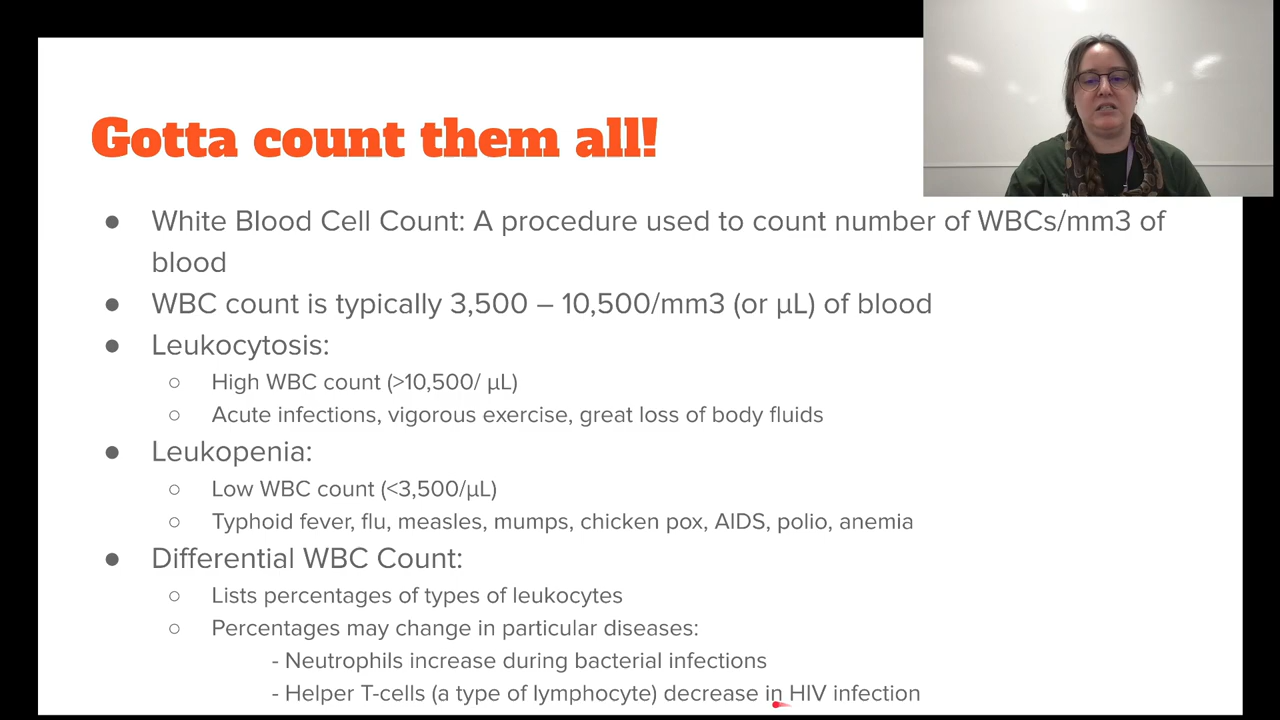 Gotta count them all!
● White Blood Cell Count: A procedure used to count number of WBCs/mm3 of
blood
● WBC count is typically 3,500 – 10,500/mm3 (or µL) of blood
● Leukocytosis:
○ High WBC count (>10,500/ µL)
○ Acute infections, vigorous exercise, great loss of body fluids
● Leukopenia:
○ Low WBC count (<3,500/µL)
○ Typhoid fever, flu, measles, mumps, chicken pox, AIDS, polio, anemia
● Differential WBC Count:
○ Lists percentages of types of leukocytes
○ Percentages may change in particular diseases:
- Neutrophils increase during bacterial infections
- Helper T-cells (a type of lymphocyte) decrease in HIV infection